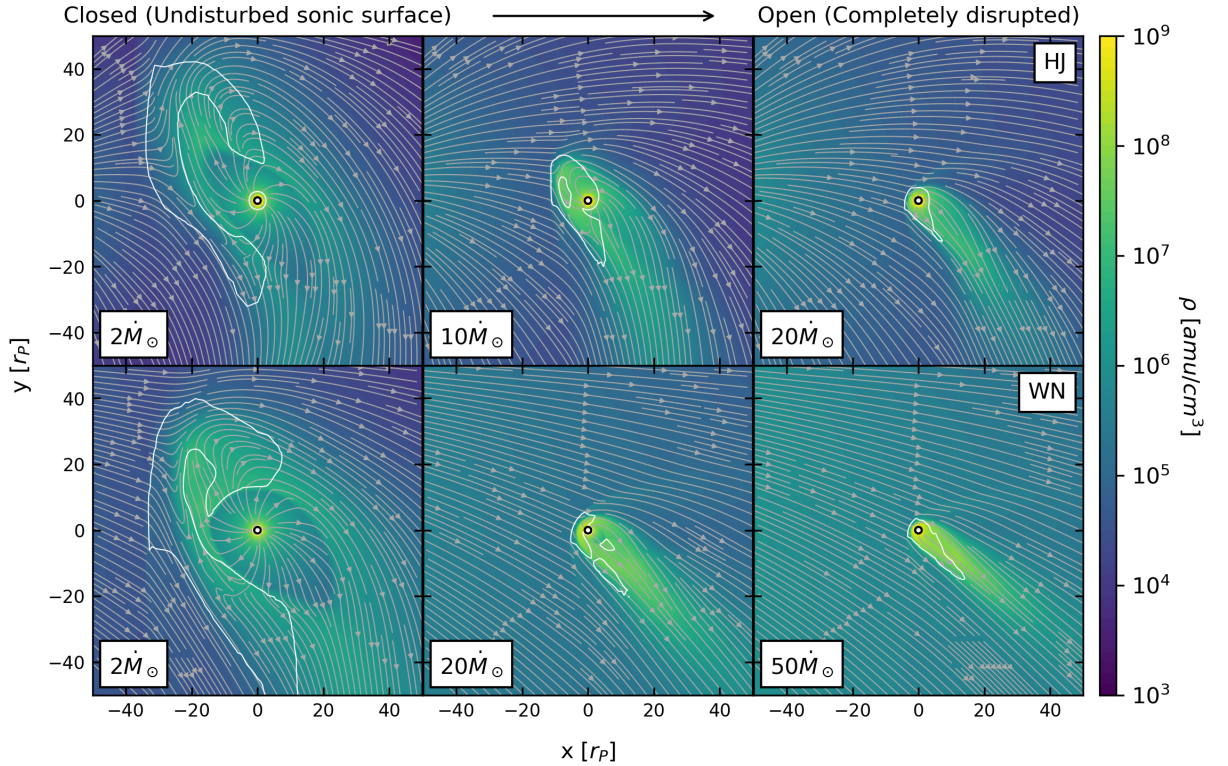 Closed (Undisturbed sonic surface) Open (Completely disrupted)
HJ
40
20
0
−20
−40
2Ṁ☉
10Ṁ☉
20Ṁ☉
WN
40
20
0
−20
−40
2Ṁ☉
20Ṁ☉
50Ṁ☉
−40 −20 0 20 40
−20 0 20 40
−40 −20 0 20 40
x [r_P]
y [r_P]
10⁹
10⁸
10⁷
10⁶
10⁵
10⁴
10³
ρ [amu/cm³]